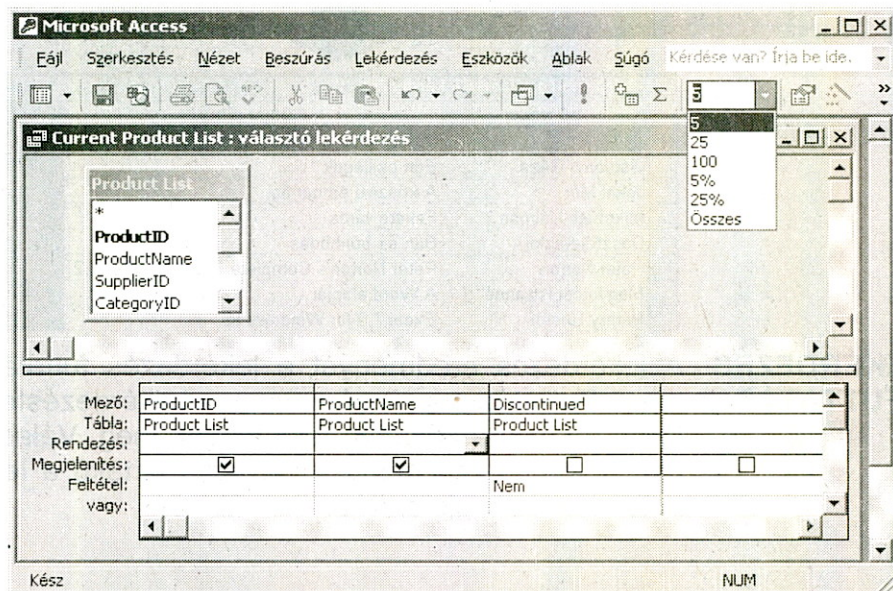 Microsoft Access
Fájl Szerkesztés Nézet Beszúrás Lekérdezés Eszközök Ablak Súgó Kérdése van? Írja be ide.
5
5
25
100
5%
25%
Összes
Current Product List : választó lekérdezés
Product List
*
ProductID
ProductName
SupplierID
CategoryID
Mező: ProductID ProductName Discontinued
Tábla: Product List Product List Product List
Rendezés:
Megjelenítés:
Feltétel: Nem
vagy:
Kész NUM